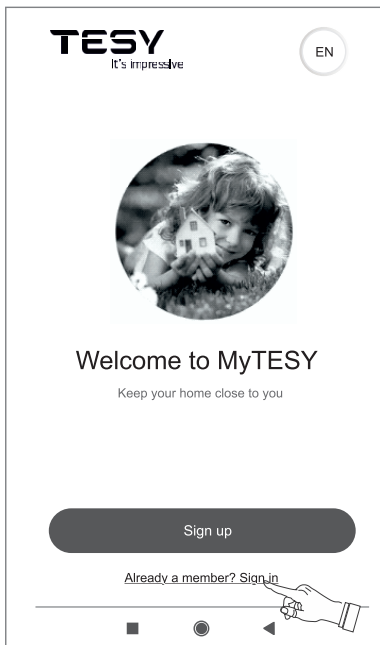 TESY
It's impressive
EN
Welcome to MyTESY
Keep your home close to you
Sign up
Already a member? Sign in